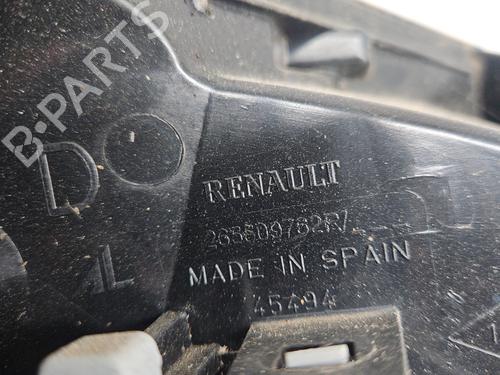 B-PARTS
D
RENAULT
L
MADE IN SPAIN
45494